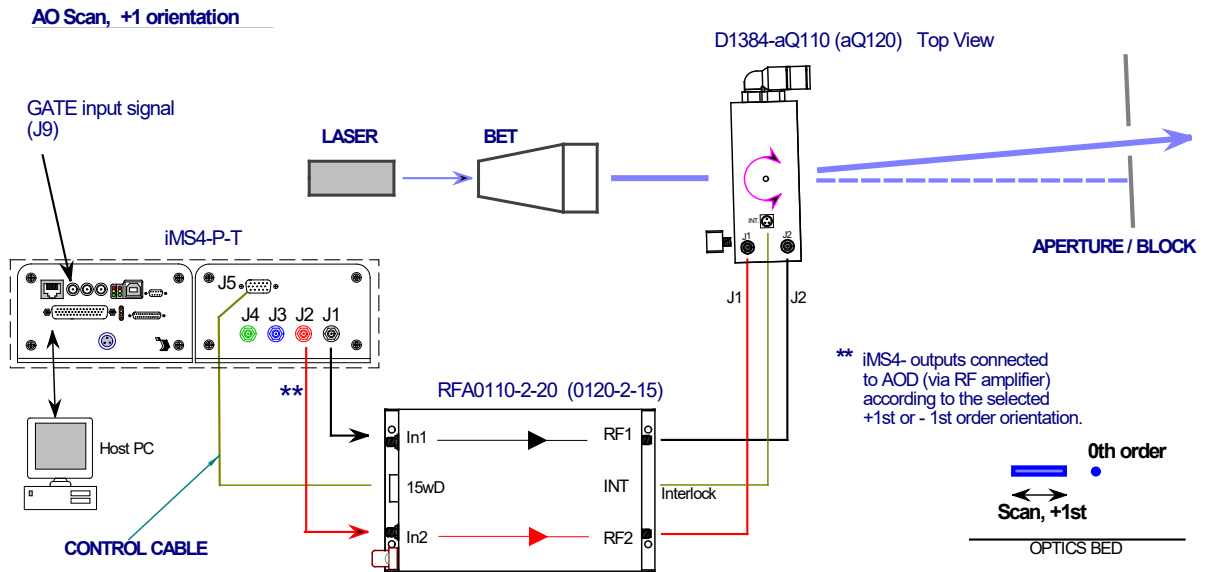 AO Scan, +1 orientation
D1384-aQ110 (aQ120) Top View
GATE input signal
(J9)
LASER
BET
INT.
J1
J2
APERTURE / BLOCK
iMS4-P-T
J5
J4
J3
J2
J1
J1
J2
**
** iMS4- outputs connected
to AOD (via RF amplifier)
according to the selected
+1st or - 1st order orientation.
RFA0110-2-20 (0120-2-15)
Host PC
In1
RF1
15wD
INT
Interlock
In2
RF2
CONTROL CABLE
0th order
Scan, +1st
OPTICS BED